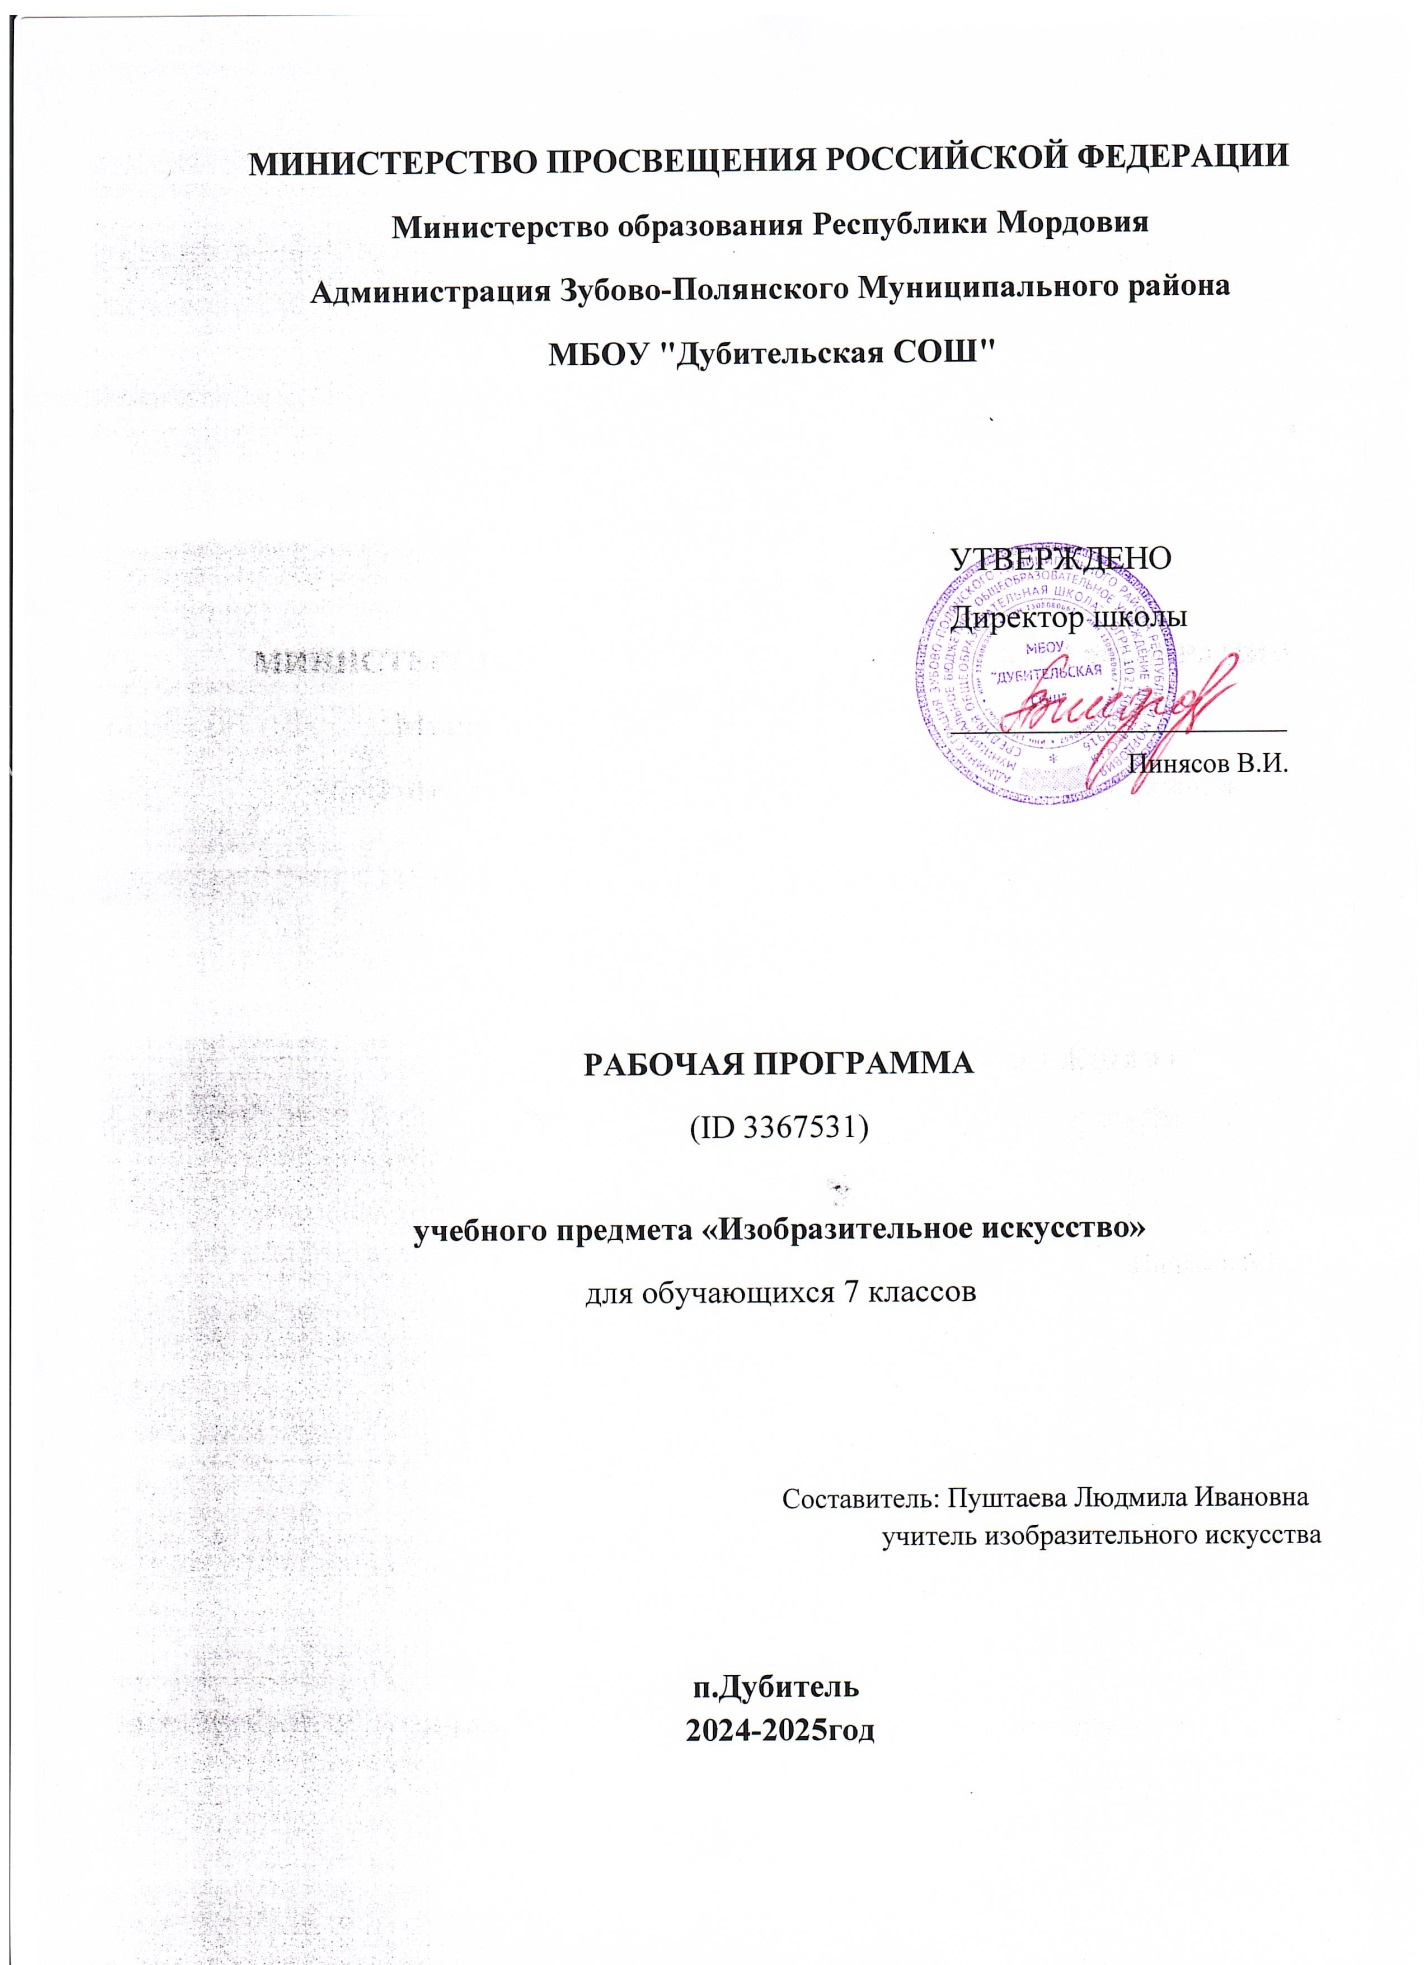 МИНИСТЕРСТВО ПРОСВЕЩЕНИЯ РОССИЙСКОЙ ФЕДЕРАЦИИ
Министерство образования Республики Мордовия
Администрация Зубово-Полянского Муниципального района
МБОУ "Дубительская СОШ"
УТВЕРЖДЕНО
Директор школы
МБОУ
"ДУБИТЕЛЬСКАЯ
Пинясов В.И.
РАБОЧАЯ ПРОГРАММА
(ID 3367531)
учебного предмета «Изобразительное искусство»
для обучающихся 7 классов
Составитель: Пуштаева Людмила Ивановна
учитель изобразительного искусства
п.Дубитель
2024-2025год